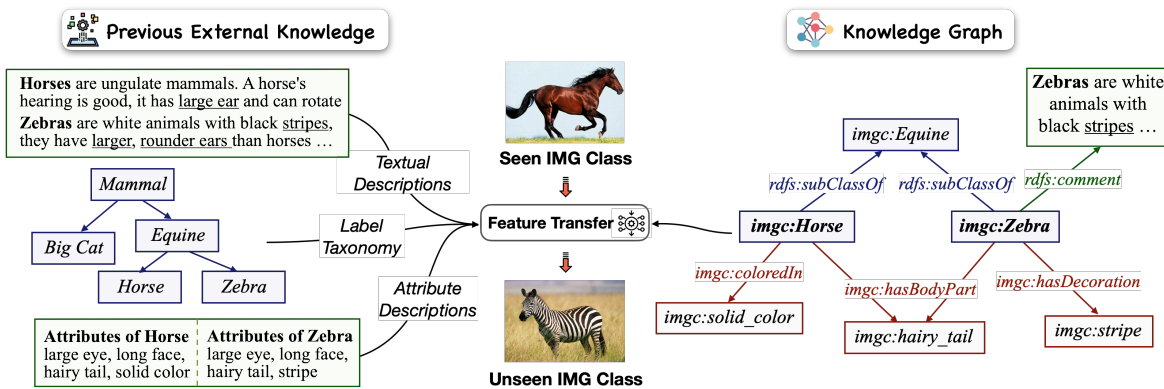 Previous External Knowledge
Horses are ungulate mammals. A horse's
hearing is good, it has large ear and can rotate
Zebras are white animals with black stripes,
they have larger, rounder ears than horses …
Textual
Descriptions
Mammal
Big Cat
Equine
Horse
Zebra
Label
Taxonomy
Attribute
Descriptions
Attributes of Horse
large eye, long face,
hairy tail, solid color
Attributes of Zebra
large eye, long face,
hairy tail, stripe
Seen IMG Class
Feature Transfer
Unseen IMG Class
Knowledge Graph
Zebras are white
animals with
black stripes …
imgc:Equine
rdfs:subClassOf
rdfs:subClassOf
rdfs:comment
imgc:Horse
imgc:Zebra
imgc:coloredIn
imgc:hasBodyPart
imgc:hasDecoration
imgc:solid_color
imgc:hairy_tail
imgc:stripe